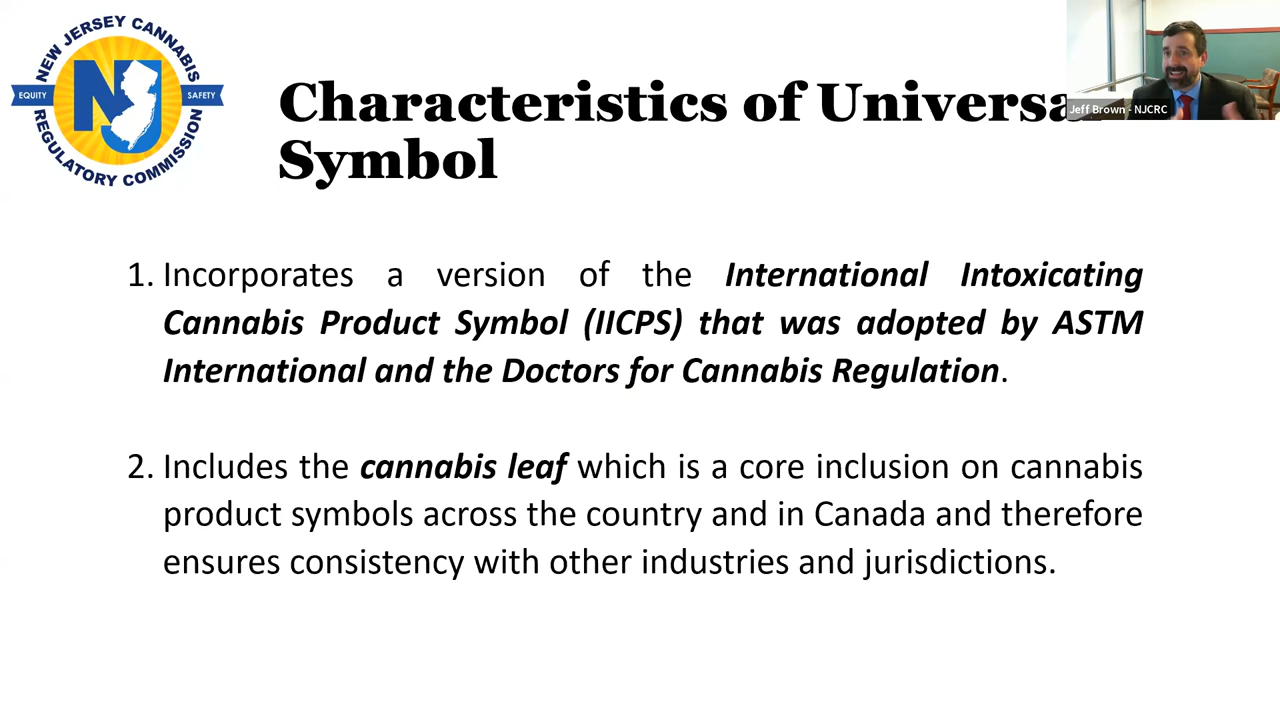 NEW JERSEY CANNABIS
EQUITY
NJ
SAFETY
REGULATORY COMMISSION
Jeff Brown - NJCRC
Characteristics of Universa
Symbol
1. Incorporates a version of the International Intoxicating
Cannabis Product Symbol (IICPS) that was adopted by ASTM
International and the Doctors for Cannabis Regulation.
2. Includes the cannabis leaf which is a core inclusion on cannabis
product symbols across the country and in Canada and therefore
ensures consistency with other industries and jurisdictions.